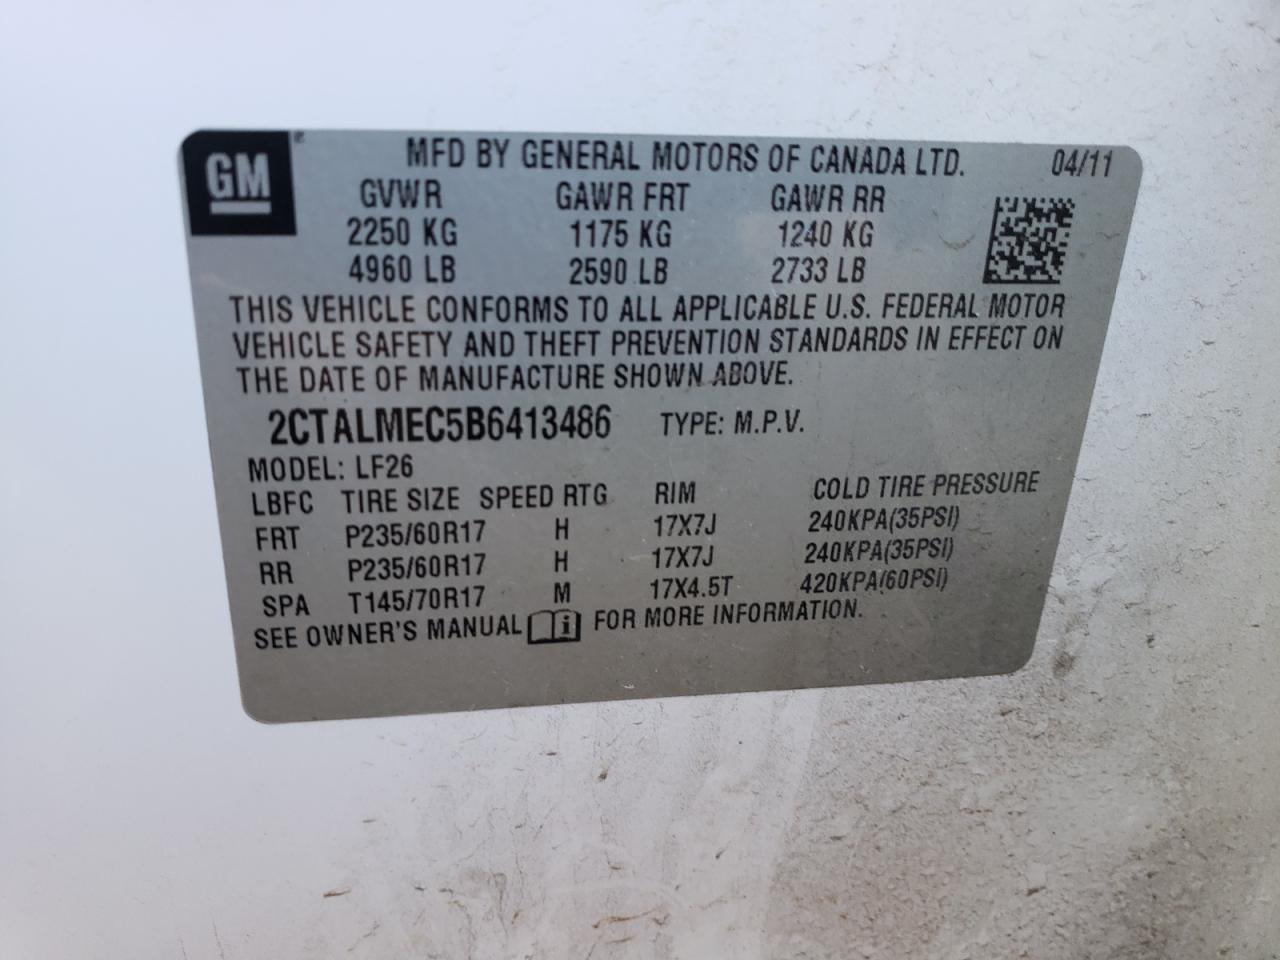 GM
MFD BY GENERAL MOTORS OF CANADA LTD. 04/11
GVWR GAWR FRT GAWR RR
2250 KG 1175 KG 1240 KG
4960 LB 2590 LB 2733 LB
THIS VEHICLE CONFORMS TO ALL APPLICABLE U.S. FEDERAL MOTOR
VEHICLE SAFETY AND THEFT PREVENTION STANDARDS IN EFFECT ON
THE DATE OF MANUFACTURE SHOWN ABOVE.
2CTALMEC5B6413486 TYPE: M.P.V.
MODEL: LF26
LBFC TIRE SIZE SPEED RTG RIM COLD TIRE PRESSURE
FRT P235/60R17 H 17X7J 240KPA(35PSI)
RR P235/60R17 H 17X7J 240KPA(35PSI)
SPA T145/70R17 M 17X4.5T 420KPA(60PSI)
SEE OWNER'S MANUAL i FOR MORE INFORMATION.